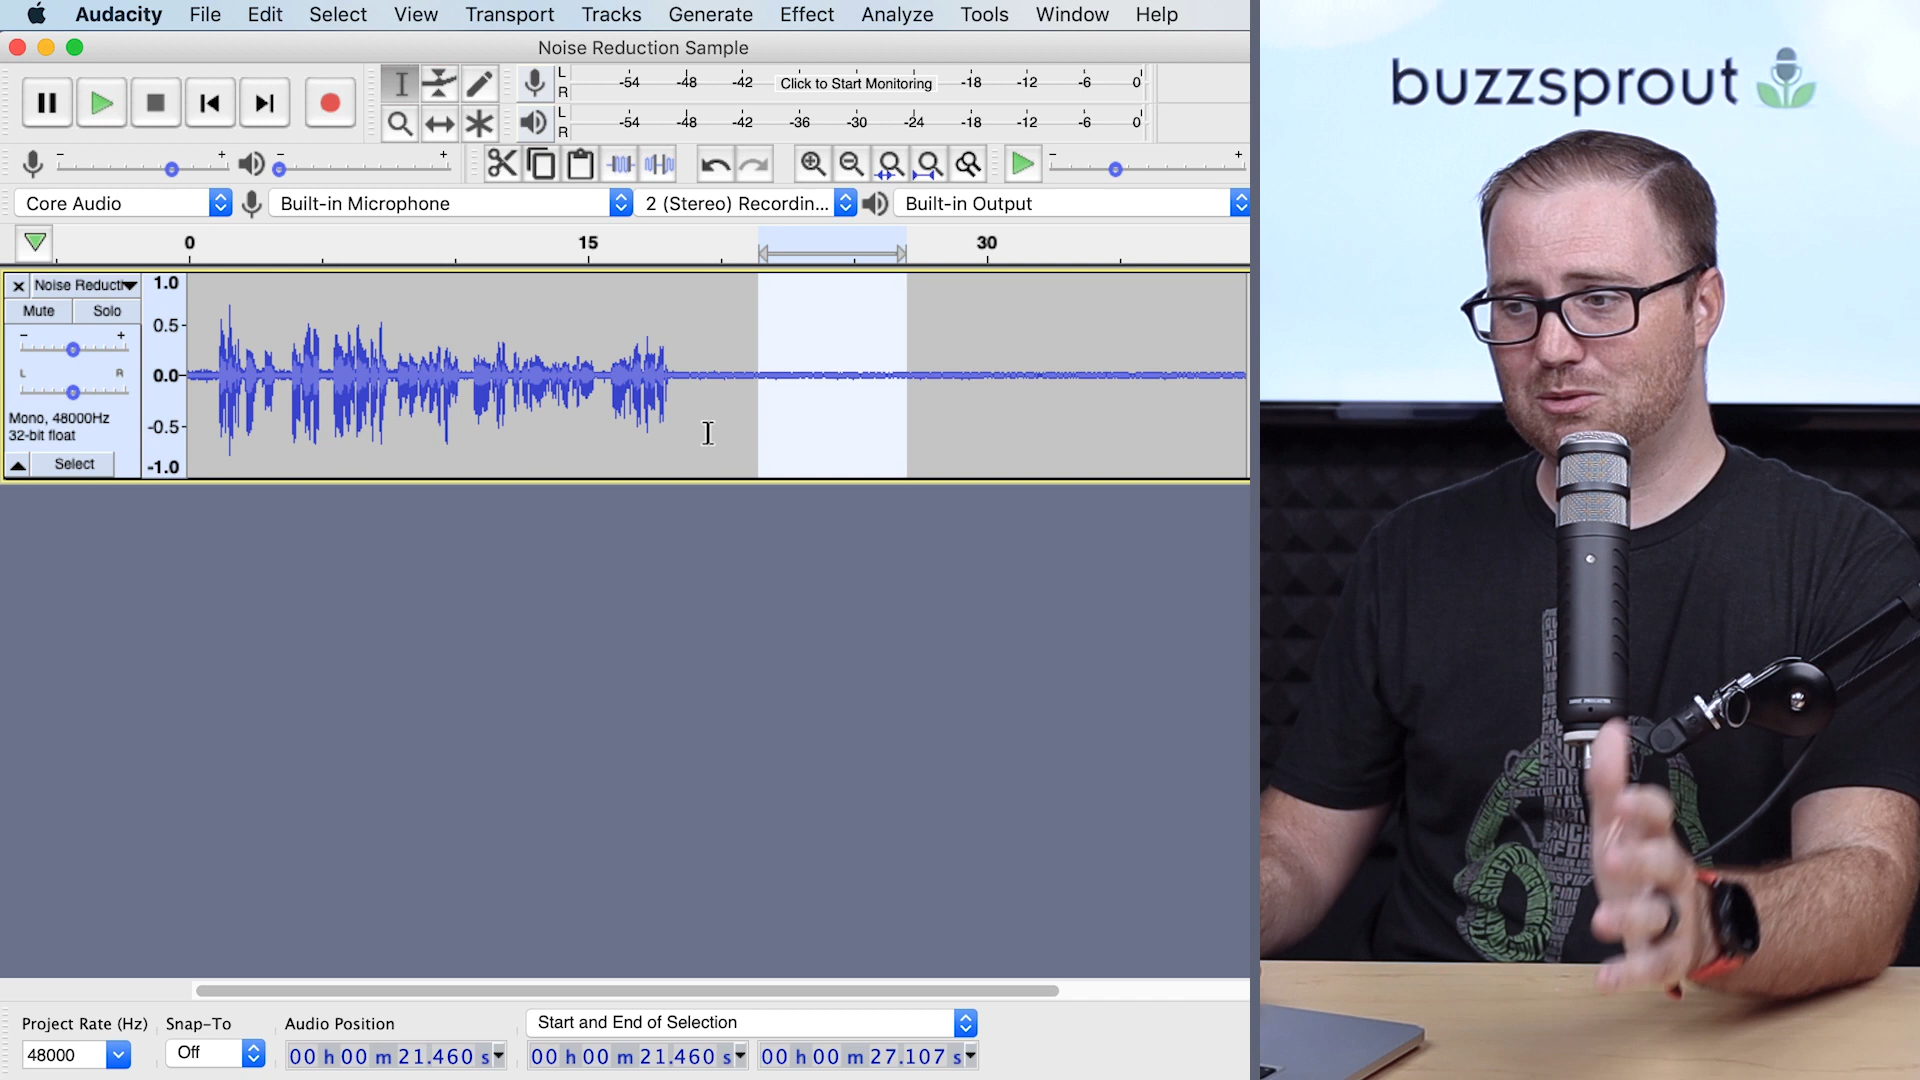 Audacity File Edit Select View Transport Tracks Generate Effect Analyze Tools Window Help
Noise Reduction Sample
L R -54 -48 -42 Click to Start Monitoring -18 -12 -6 0
L R -54 -48 -42 -36 -30 -24 -18 -12 -6 0
- + - + - +
Core Audio Built-in Microphone 2 (Stereo) Recordin... Built-in Output
0 15 30
Noise Reducti
Mute Solo
- +
L R
Mono, 48000Hz
32-bit float
Select
1.0
0.5-
0.0-
-0.5-
-1.0
Project Rate (Hz) Snap-To Audio Position Start and End of Selection
48000 Off 00 h 00 m 21.460 s 00 h 00 m 21.460 s 00 h 00 m 27.107 s
buzzsprout